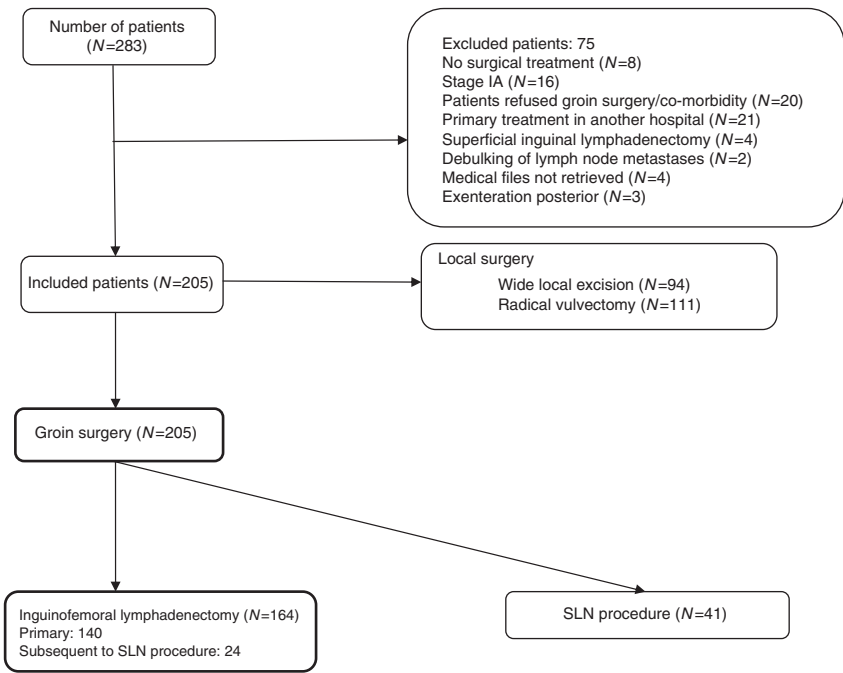 Number of patients
(N=283)
Excluded patients: 75
No surgical treatment (N=8)
Stage IA (N=16)
Patients refused groin surgery/co-morbidity (N=20)
Primary treatment in another hospital (N=21)
Superficial inguinal lymphadenectomy (N=4)
Debulking of lymph node metastases (N=2)
Medical files not retrieved (N=4)
Exenteration posterior (N=3)
Included patients (N=205)
Local surgery
Wide local excision (N=94)
Radical vulvectomy (N=111)
Groin surgery (N=205)
Inguinofemoral lymphadenectomy (N=164)
Primary: 140
Subsequent to SLN procedure: 24
SLN procedure (N=41)